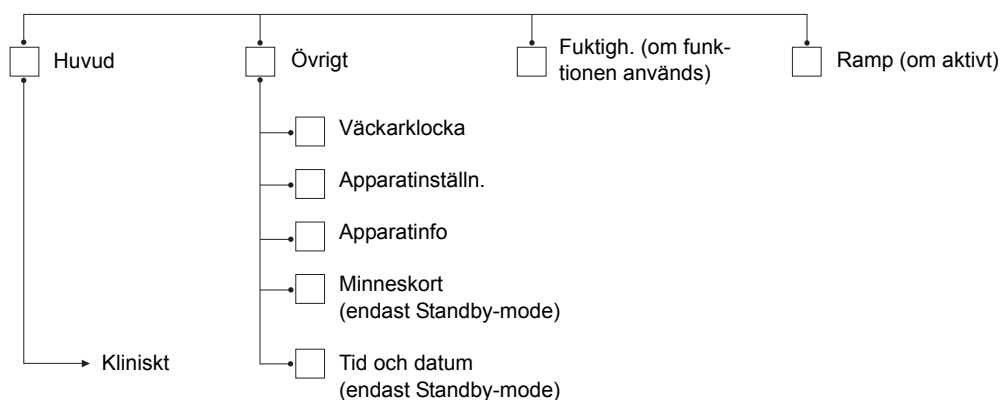 Huvud
Övrigt
Fuktigh. (om funk-
tionen används)
Ramp (om aktivt)
Väckarklocka
Apparatinställn.
Apparatinfo
Minneskort
(endast Standby-mode)
Kliniskt
Tid och datum
(endast Standby-mode)